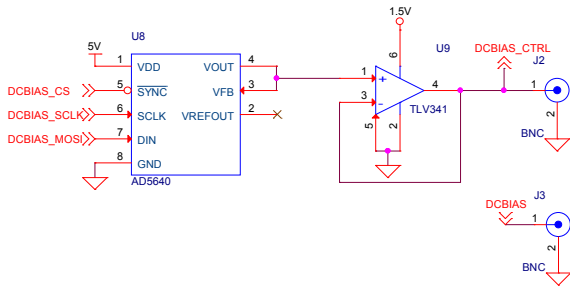 1.5V
U8
5V
U9
DCBIAS_CTRL
J2
1 VDD VOUT 4
6
1
4
1
DCBIAS_CS 5 SYNC VFB 3
3
DCBIAS_SCLK 6 SCLK VREFOUT 2
TLV341
2
DCBIAS_MOSI 7 DIN
5 2
BNC
8 GND
AD5640
J3
DCBIAS
1
2
BNC